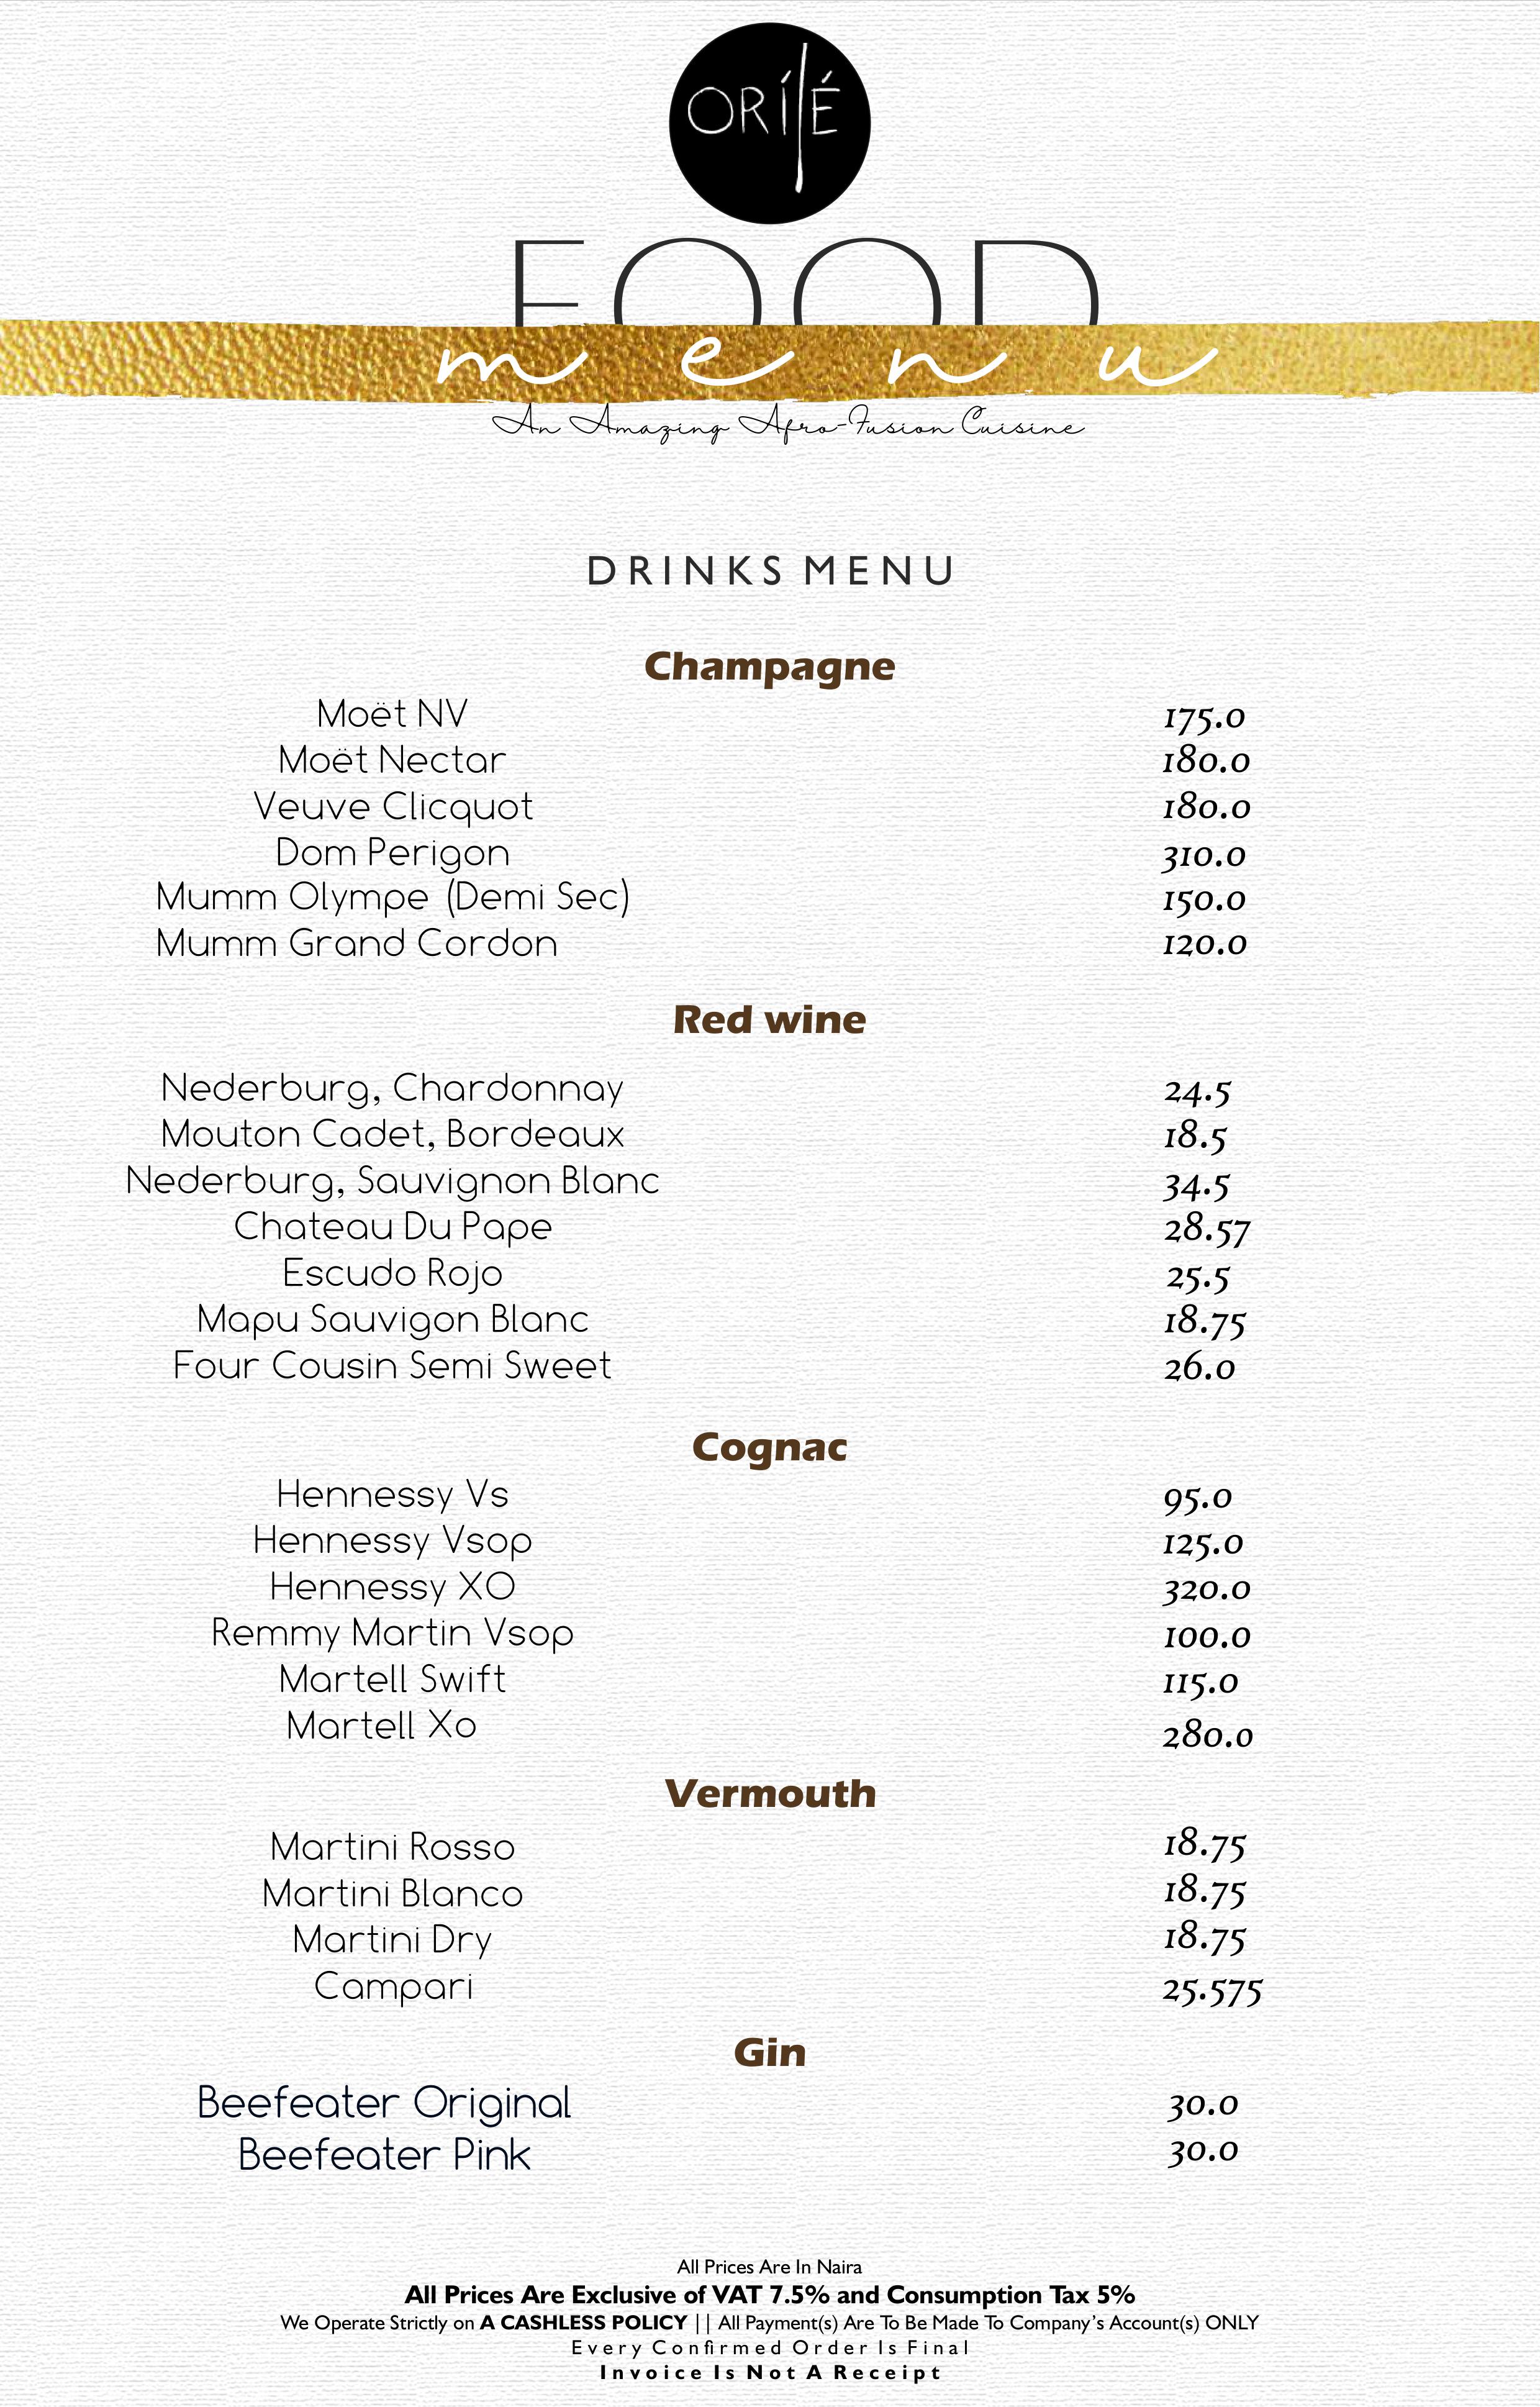 ORÍLÉ
FOOD
menu
An Amazing Afro-Fusion Cuisine
DRINKS MENU
Champagne
Moët NV 175.0
Moët Nectar 180.0
Veuve Clicquot 180.0
Dom Perigon 310.0
Mumm Olympe (Demi Sec) 150.0
Mumm Grand Cordon 120.0
Red wine
Nederburg, Chardonnay 24.5
Mouton Cadet, Bordeaux 18.5
Nederburg, Sauvignon Blanc 34.5
Chateau Du Pape 28.57
Escudo Rojo 25.5
Mapu Sauvigon Blanc 18.75
Four Cousin Semi Sweet 26.0
Cognac
Hennessy Vs 95.0
Hennessy Vsop 125.0
Hennessy XO 320.0
Remmy Martin Vsop 100.0
Martell Swift 115.0
Martell Xo 280.0
Vermouth
Martini Rosso 18.75
Martini Blanco 18.75
Martini Dry 18.75
Campari 25.575
Gin
Beefeater Original 30.0
Beefeater Pink 30.0
All Prices Are In Naira
All Prices Are Exclusive of VAT 7.5% and Consumption Tax 5%
We Operate Strictly on A CASHLESS POLICY || All Payment(s) Are To Be Made To Company's Account(s) ONLY
Every Confirmed Order Is Final
Invoice Is Not A Receipt